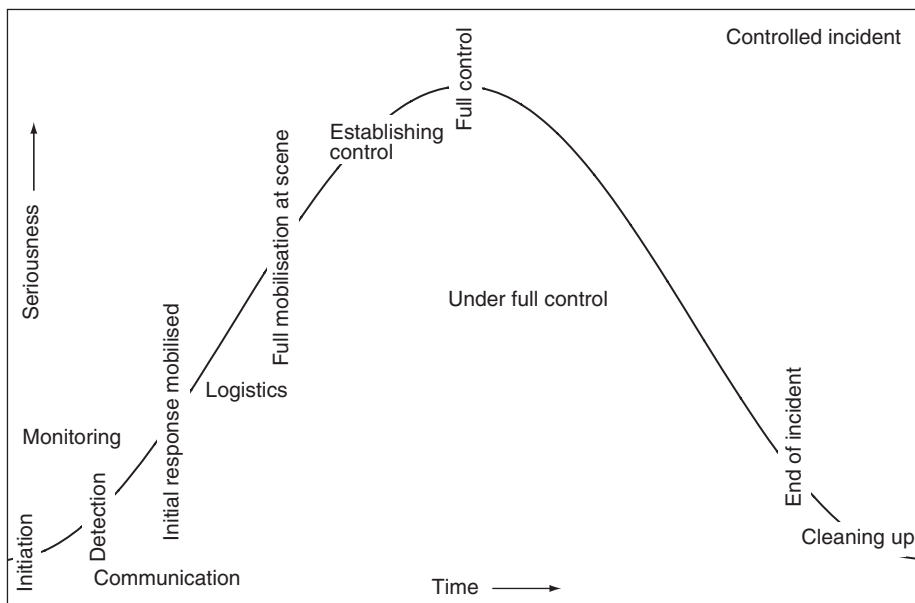 Controlled incident
Full control
Establishing
control
Full mobilisation at scene
Seriousness
Under full control
Initial response mobilised
Logistics
Monitoring
End of incident
Detection
Initiation
Cleaning up
Communication
Time